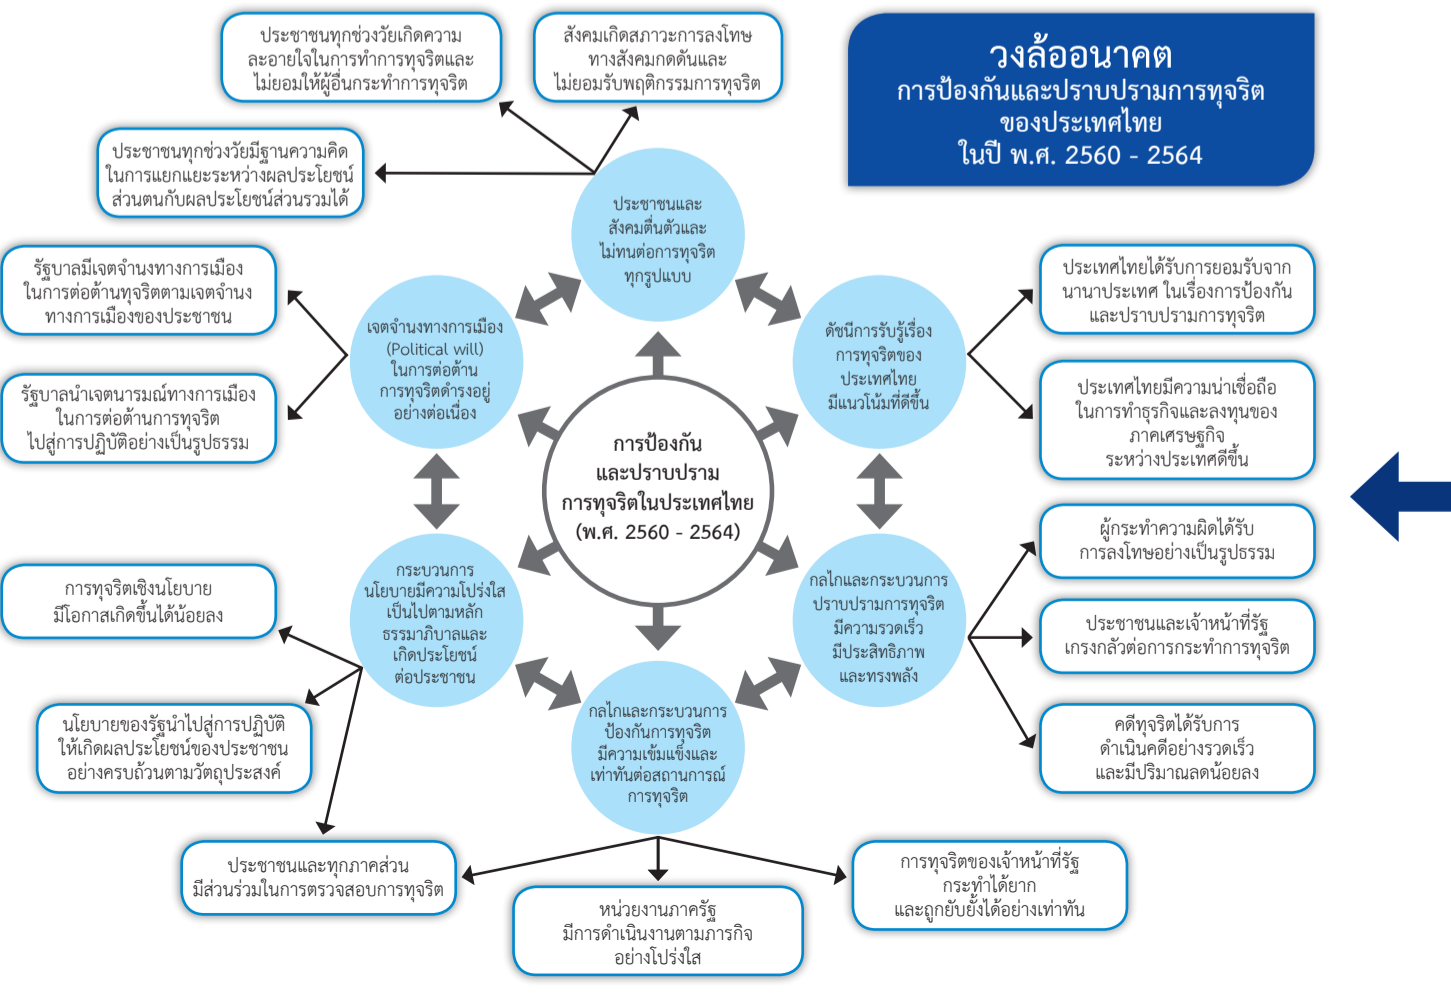 วงล้ออนาคต
การป้องกันและปราบปรามการทุจริต
ของประเทศไทย
ในปี พ.ศ. 2560 - 2564
ประชาชนทุกช่วงวัยเกิดความ
ละอายใจในการทำการทุจริตและ
ไม่ยอมให้ผู้อื่นกระทำการทุจริต
สังคมเกิดสภาวะการลงโทษ
ทางสังคมกดดันและ
ไม่ยอมรับพฤติกรรมการทุจริต
ประชาชนทุกช่วงวัยมีฐานความคิด
ในการแยกแยะระหว่างผลประโยชน์
ส่วนตนกับผลประโยชน์ส่วนรวมได้
ประชาชนและ
สังคมตื่นตัวและ
ไม่ทนต่อการทุจริต
ทุกรูปแบบ
รัฐบาลมีเจตจำนงทางการเมือง
ในการต่อต้านทุจริตตามเจตจำนง
ทางการเมืองของประชาชน
รัฐบาลนำเจตนารมณ์ทางการเมือง
ในการต่อต้านการทุจริต
ไปสู่การปฏิบัติอย่างเป็นรูปธรรม
เจตจำนงทางการเมือง
(Political will)
ในการต่อต้าน
การทุจริตดำรงอยู่
อย่างต่อเนื่อง
ดัชนีการรับรู้เรื่อง
การทุจริตของ
ประเทศไทย
มีแนวโน้มที่ดีขึ้น
ประเทศไทยได้รับการยอมรับจาก
นานาประเทศ ในเรื่องการป้องกัน
และปราบปรามการทุจริต
ประเทศไทยมีความน่าเชื่อถือ
ในการทำธุรกิจและลงทุนของ
ภาคเศรษฐกิจ
ระหว่างประเทศดีขึ้น
การป้องกัน
และปราบปราม
การทุจริตในประเทศไทย
(พ.ศ. 2560 - 2564)
กระบวนการ
นโยบายมีความโปร่งใส
เป็นไปตามหลัก
ธรรมาภิบาลและ
เกิดประโยชน์
ต่อประชาชน
กลไกและกระบวนการ
ปราบปรามการทุจริต
มีความรวดเร็ว
มีประสิทธิภาพ
และทรงพลัง
ผู้กระทำความผิดได้รับ
การลงโทษอย่างเป็นรูปธรรม
ประชาชนและเจ้าหน้าที่รัฐ
เกรงกลัวต่อการกระทำการทุจริต
คดีทุจริตได้รับการ
ดำเนินคดีอย่างรวดเร็ว
และมีปริมาณลดน้อยลง
การทุจริตเชิงนโยบาย
มีโอกาสเกิดขึ้นได้น้อยลง
นโยบายของรัฐนำไปสู่การปฏิบัติ
ให้เกิดผลประโยชน์ของประชาชน
อย่างครบถ้วนตามวัตถุประสงค์
กลไกและกระบวนการ
ป้องกันการทุจริต
มีความเข้มแข็งและ
เท่าทันต่อสถานการณ์
การทุจริต
ประชาชนและทุกภาคส่วน
มีส่วนร่วมในการตรวจสอบการทุจริต
หน่วยงานภาครัฐ
มีการดำเนินงานตามภารกิจ
อย่างโปร่งใส
การทุจริตของเจ้าหน้าที่รัฐ
กระทำได้ยาก
และถูกยับยั้งได้อย่างเท่าทัน